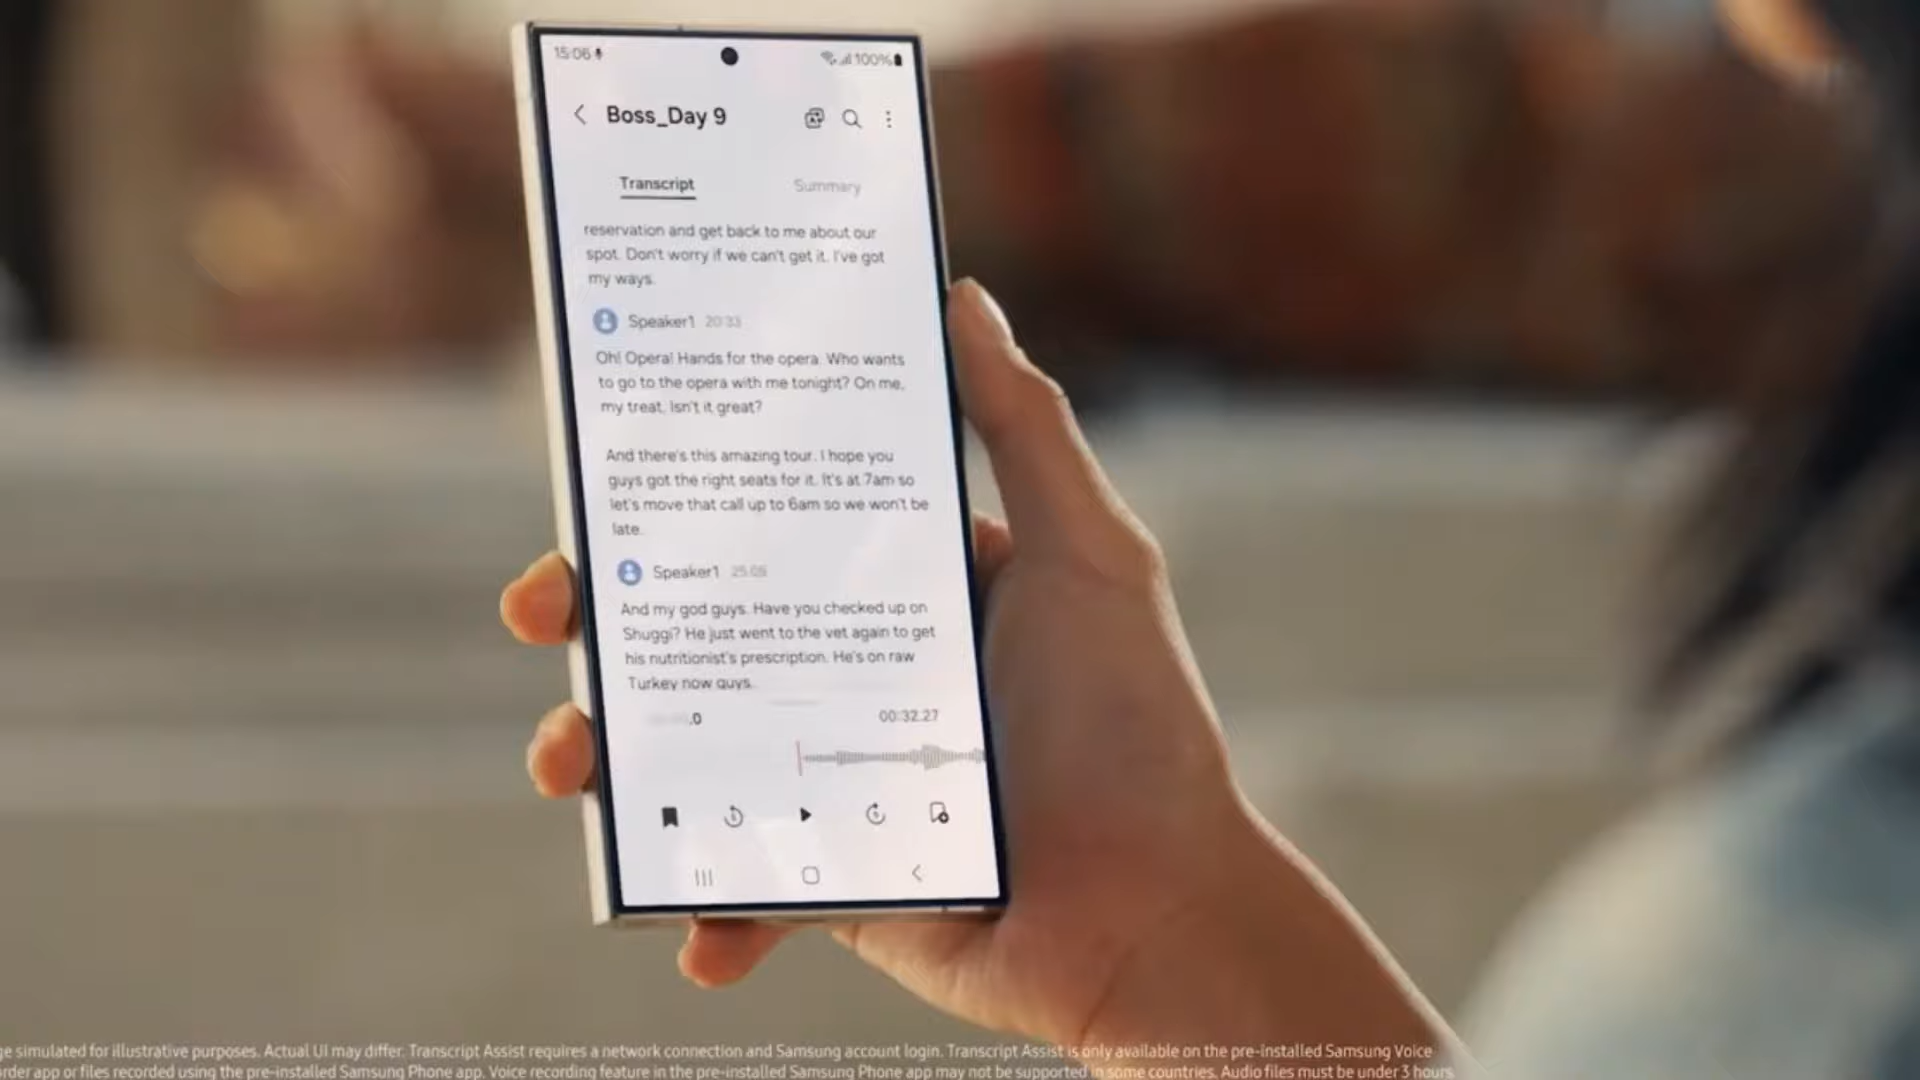 15:06
100%
Boss_Day 9
Transcript
Summary
reservation and get back to me about our
spot. Don't worry if we can't get it. I've got
my ways.
Speaker1 20:33
Oh! Opera! Hands for the opera. Who wants
to go to the opera with me tonight? On me,
my treat. Isn't it great?
And there's this amazing tour. I hope you
guys got the right seats for it. It's at 7am so
let's move that call up to 6am so we won't be
late.
Speaker1 25:05
And my god guys. Have you checked up on
Shuggi? He just went to the vet again to get
his nutritionist's prescription. He's on raw
Turkey now guys.
.0
00:32.27
ge simulated for illustrative purposes. Actual UI may differ. Transcript Assist requires a network connection and Samsung account login. Transcript Assist is only available on the pre-installed Samsung Voice
order app or files recorded using the pre-installed Samsung Phone app. Voice recording feature in the pre-installed Samsung Phone app may not be supported in some countries. Audio files must be under 3 hours